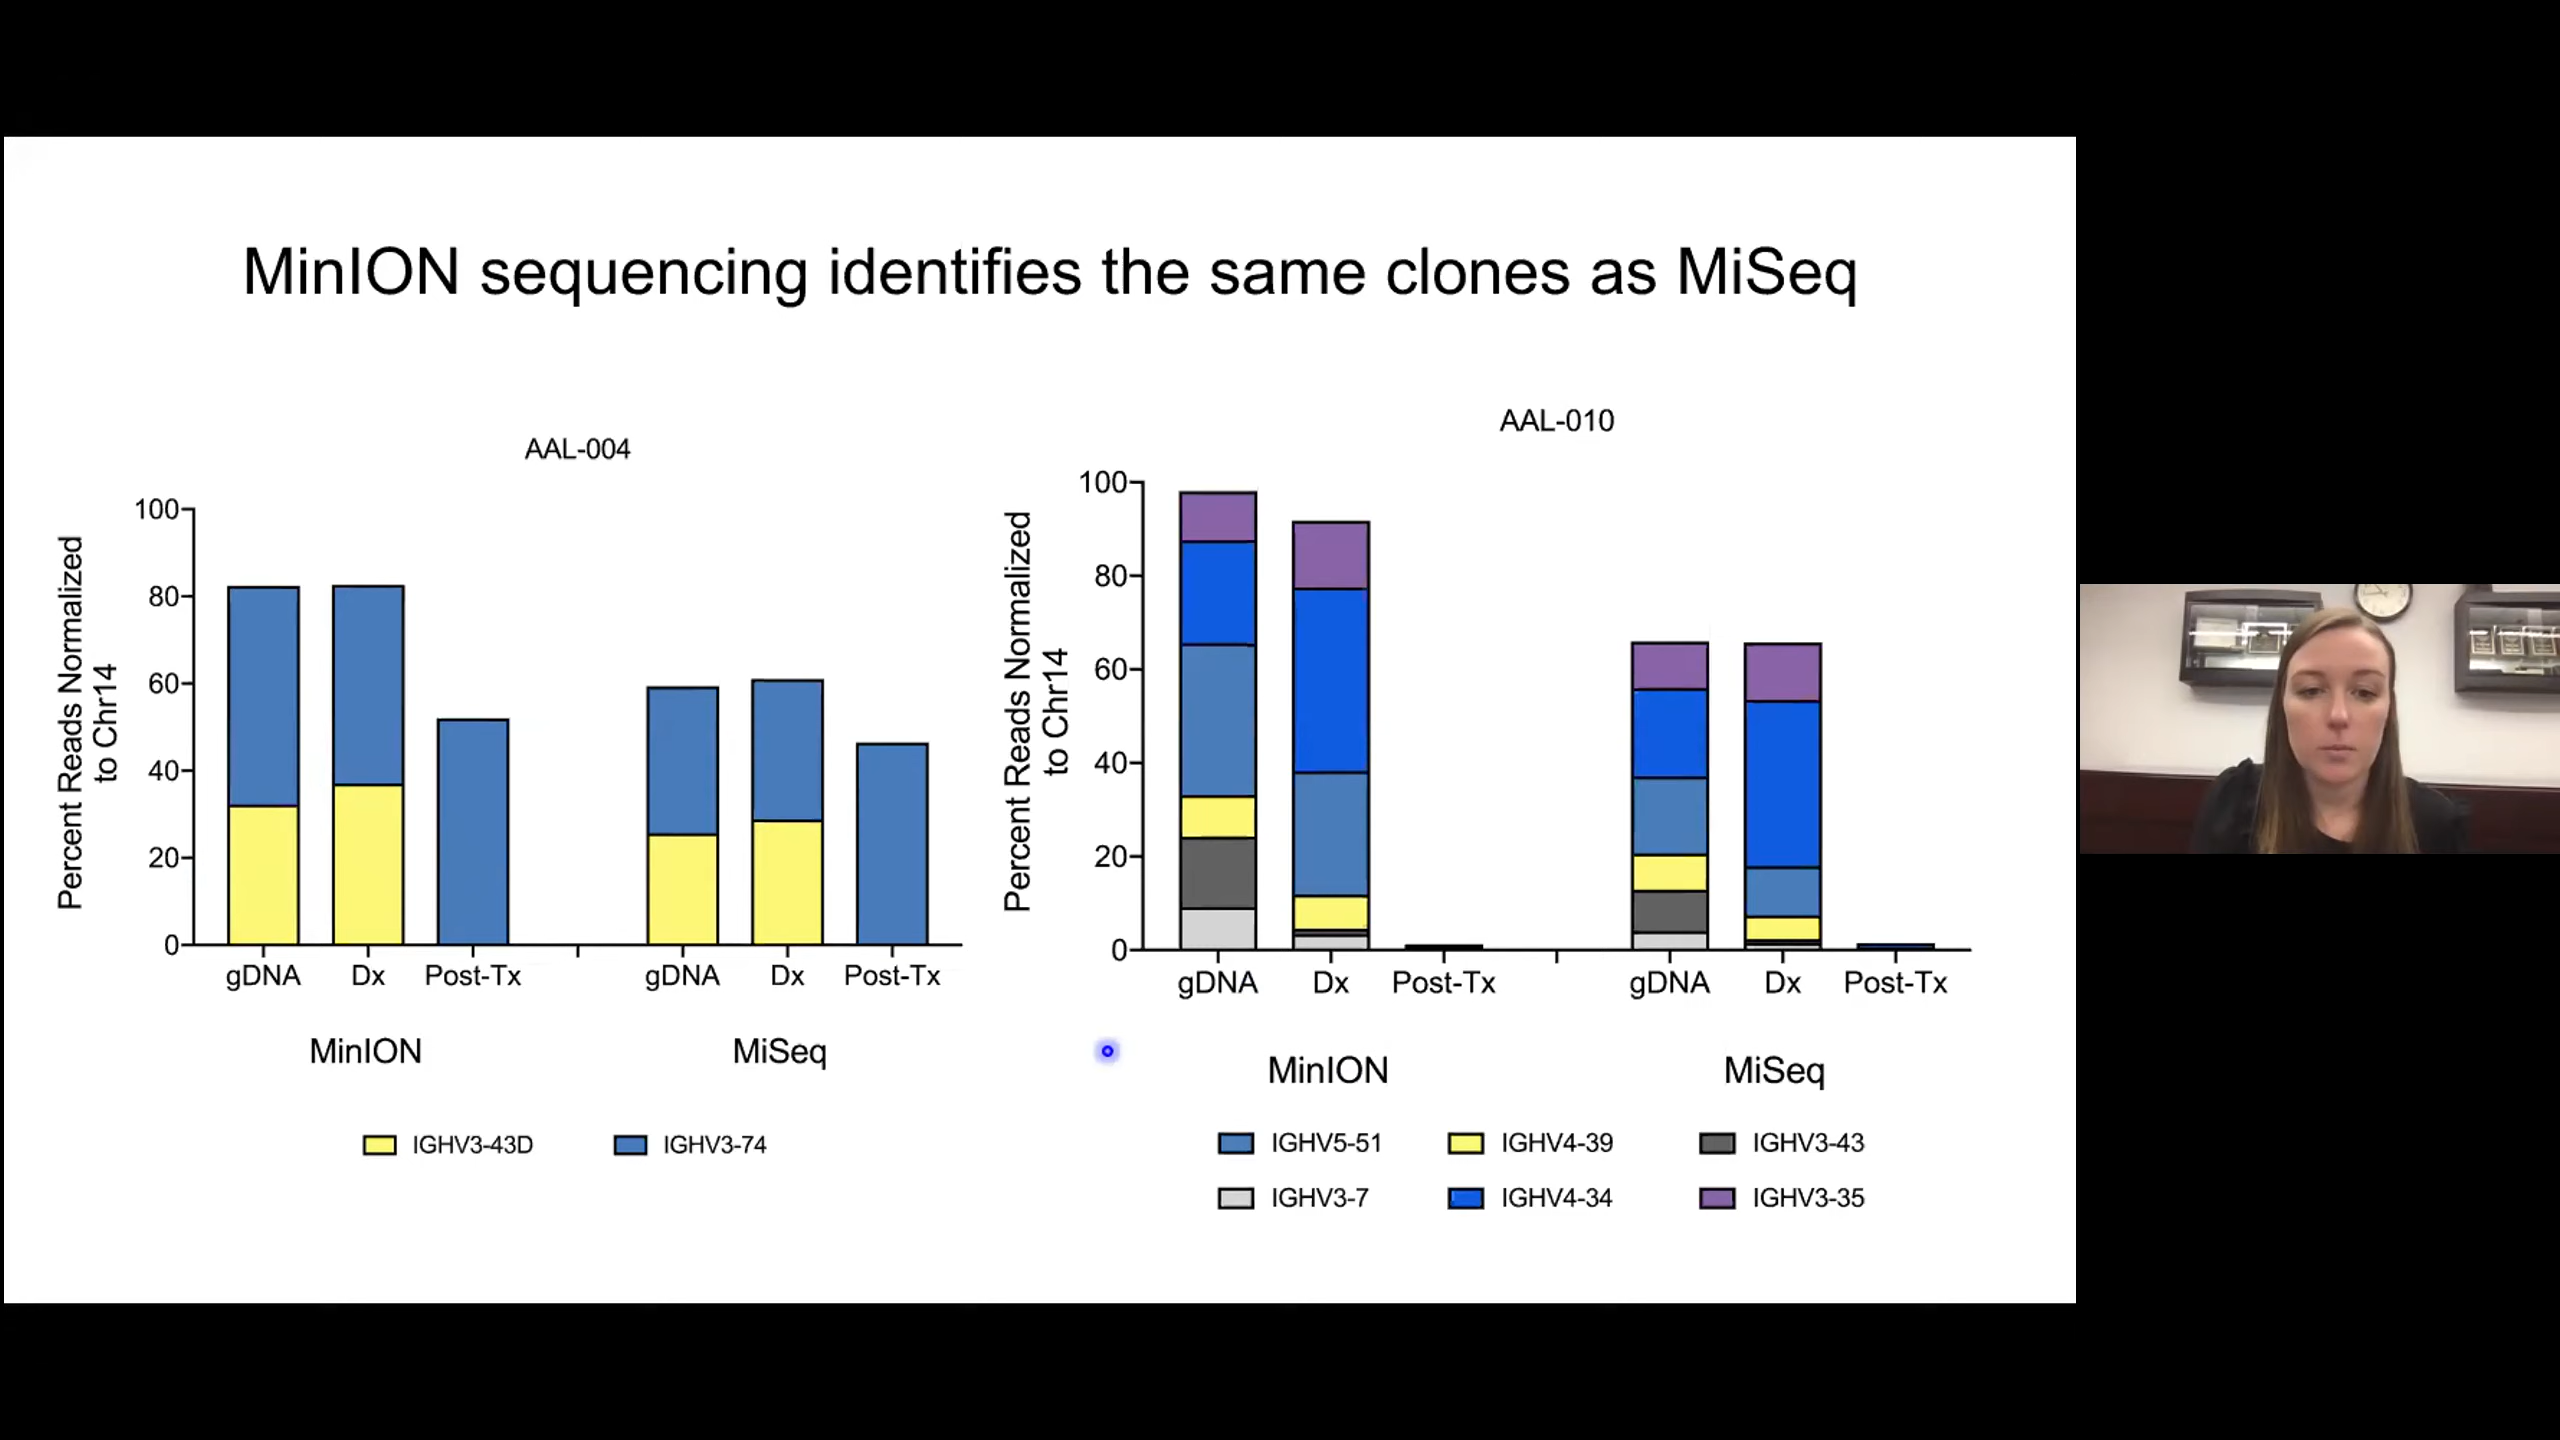 MinION sequencing identifies the same clones as MiSeq
AAL-004
Percent Reads Normalized
to Chr14
100
80
60
40
20
0
gDNA Dx Post-Tx gDNA Dx Post-Tx
MinION MiSeq
IGHV3-43D IGHV3-74
AAL-010
Percent Reads Normalized
to Chr14
100
80
60
40
20
0
gDNA Dx Post-Tx gDNA Dx Post-Tx
MinION MiSeq
IGHV5-51 IGHV4-39 IGHV3-43
IGHV3-7 IGHV4-34 IGHV3-35